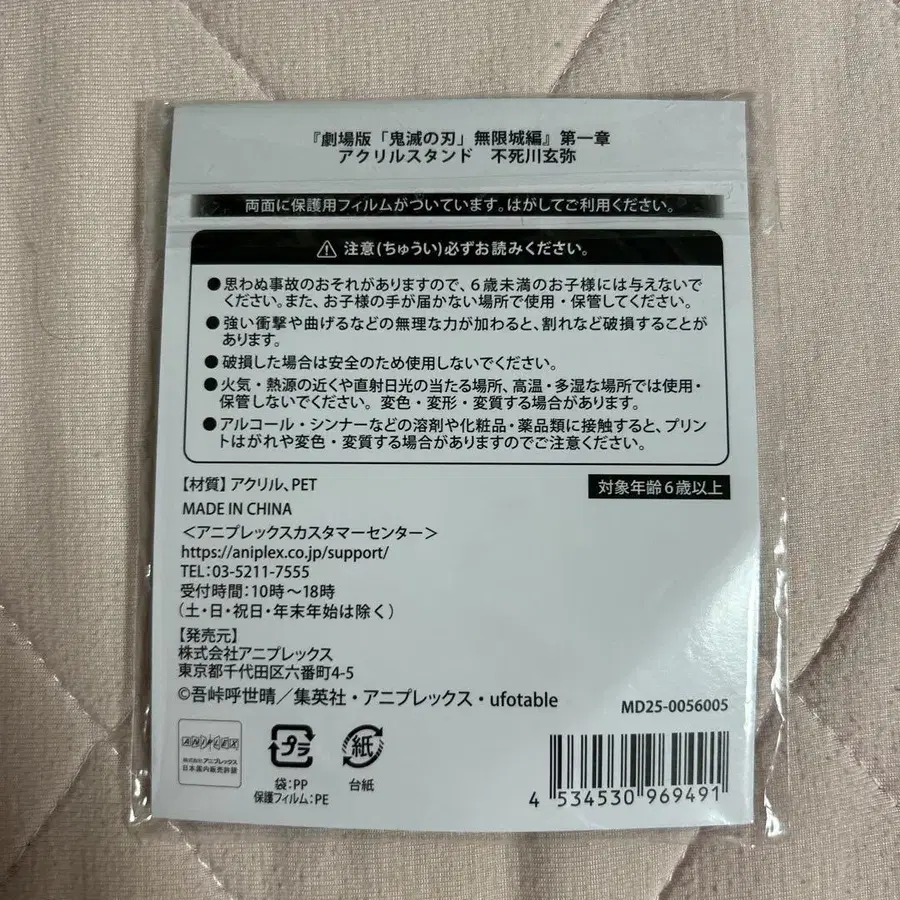 『劇場版「鬼滅の刃」無限城編』第一章
アクリルスタンド 不死川玄弥
両面に保護用フィルムがついています。はがしてご利用ください。
注意(ちゅうい)必ずお読みください。
●思わぬ事故のおそれがありますので、6歳未満のお子様には与えないで
ください。また、お子様の手が届かない場所で使用・保管してください。
●強い衝撃や曲げるなどの無理な力が加わると、割れなど破損することが
あります。
●破損した場合は安全のため使用しないでください。
●火気・熱源の近くや直射日光の当たる場所、高温・多湿な場所では使用・
保管しないでください。変色・変形・変質する場合があります。
●アルコール・シンナーなどの溶剤や化粧品・薬品類に接触すると、プリン
トはがれや変色・変質する場合がありますのでご注意ください。
【材質】アクリル、PET
対象年齢6歳以上
MADE IN CHINA
＜アニプレックスカスタマーセンター＞
https://aniplex.co.jp/support/
TEL:03-5211-7555
受付時間:10時～18時
(土・日・祝日・年末年始は除く)
【発売元】
株式会社アニプレックス
東京都千代田区六番町4-5
©吾峠呼世晴／集英社・アニプレックス・ufotable
MD25-0056005
ANIPLEX
株式会社アニプレックス
日本国内販売許諾
プラ
袋:PP
保護フィルム:PE
紙
台紙
4 534530 969491